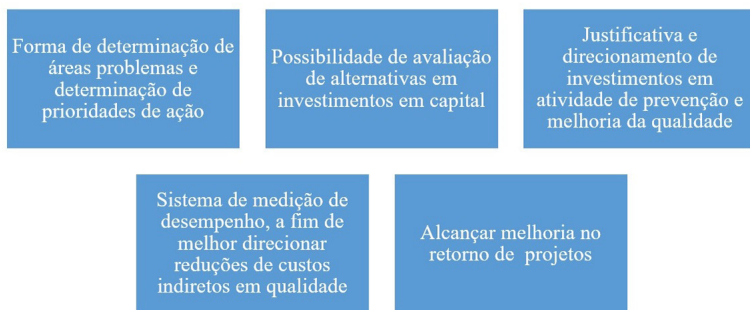 Forma de determinação de
áreas problemas e
determinação de
prioridades de ação
Possibilidade de avaliação
de alternativas em
investimentos em capital
Justificativa e
direcionamento de
investimentos em
atividade de prevenção e
melhoria da qualidade
Sistema de medição de
desempenho, a fim de
melhor direcionar
reduções de custos
indiretos em qualidade
Alcançar melhoria no
retorno de projetos